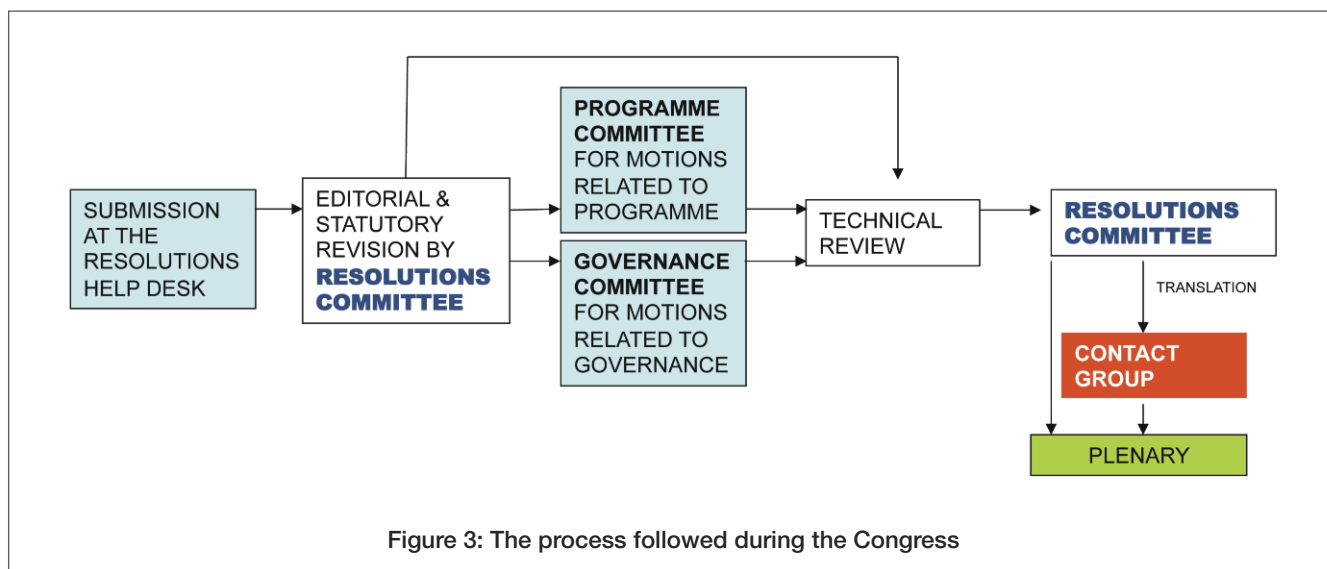 SUBMISSION
AT THE
RESOLUTIONS
HELP DESK
EDITORIAL &
STATUTORY
REVISION BY
RESOLUTIONS
COMMITTEE
PROGRAMME
COMMITTEE
FOR MOTIONS
RELATED TO
PROGRAMME
GOVERNANCE
COMMITTEE
FOR MOTIONS
RELATED TO
GOVERNANCE
TECHNICAL
REVIEW
RESOLUTIONS
COMMITTEE
TRANSLATION
CONTACT
GROUP
PLENARY
Figure 3: The process followed during the Congress